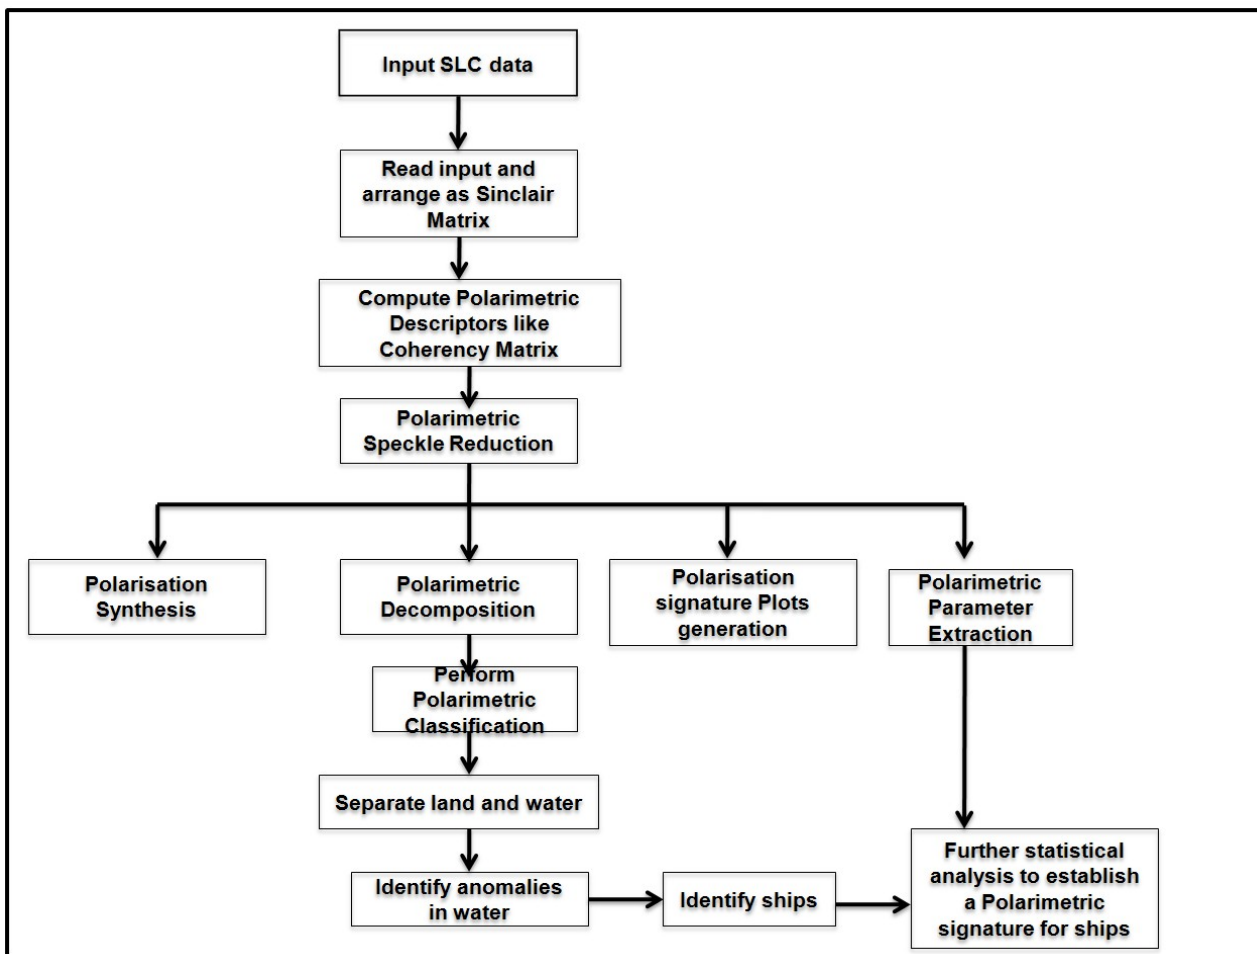 Input SLC data
Read input and
arrange as Sinclair
Matrix
Compute Polarimetric
Descriptors like
Coherency Matrix
Polarimetric
Speckle Reduction
Polarisation
Synthesis
Polarimetric
Decomposition
Polarisation
signature Plots
generation
Polarimetric
Parameter
Extraction
Perform
Polarimetric
Classification
Separate land and water
Identify anomalies
in water
Identify ships
Further statistical
analysis to establish
a Polarimetric
signature for ships